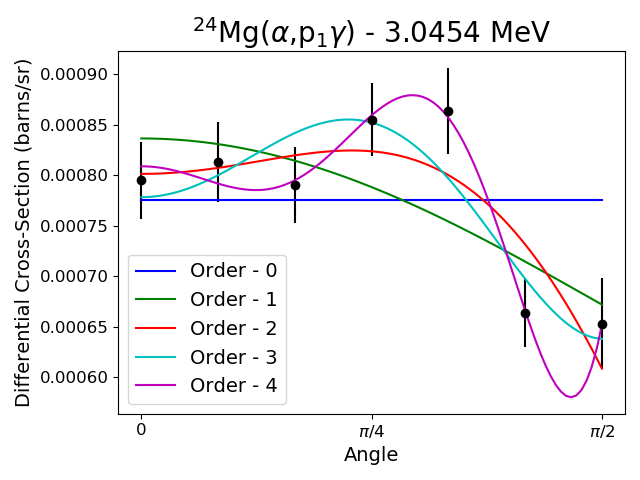 ²⁴Mg(α,p₁γ) - 3.0454 MeV
Differential Cross-Section (barns/sr)
0.00090
0.00085
0.00080
0.00075
0.00070
0.00065
0.00060
Order - 0
Order - 1
Order - 2
Order - 3
Order - 4
0
π/4
π/2
Angle